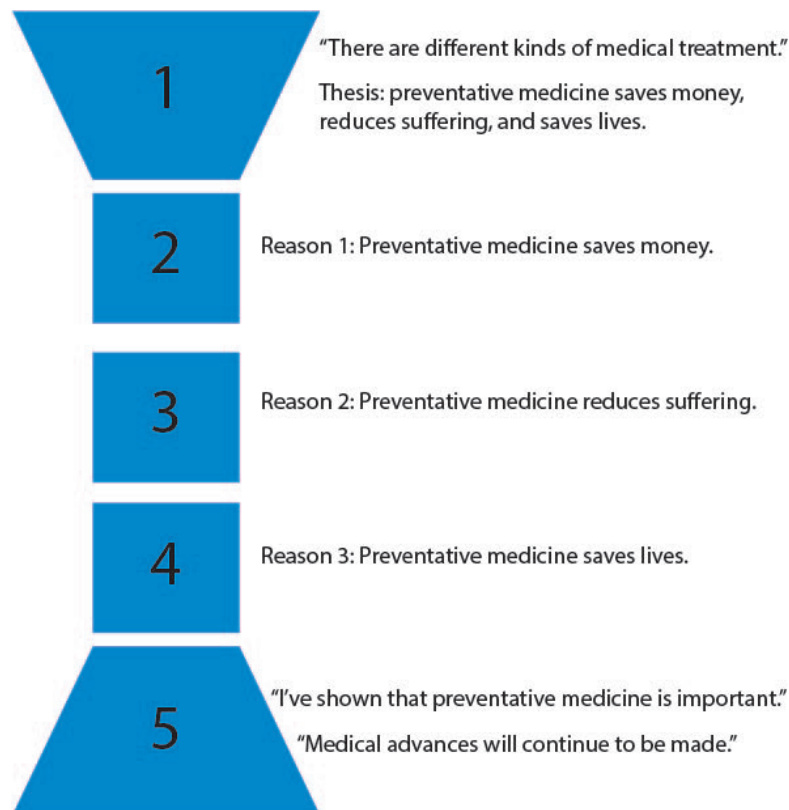 1
“There are different kinds of medical treatment.”
Thesis: preventative medicine saves money,
reduces suffering, and saves lives.
2
Reason 1: Preventative medicine saves money.
3
Reason 2: Preventative medicine reduces suffering.
4
Reason 3: Preventative medicine saves lives.
5
“I’ve shown that preventative medicine is important.”
“Medical advances will continue to be made.”